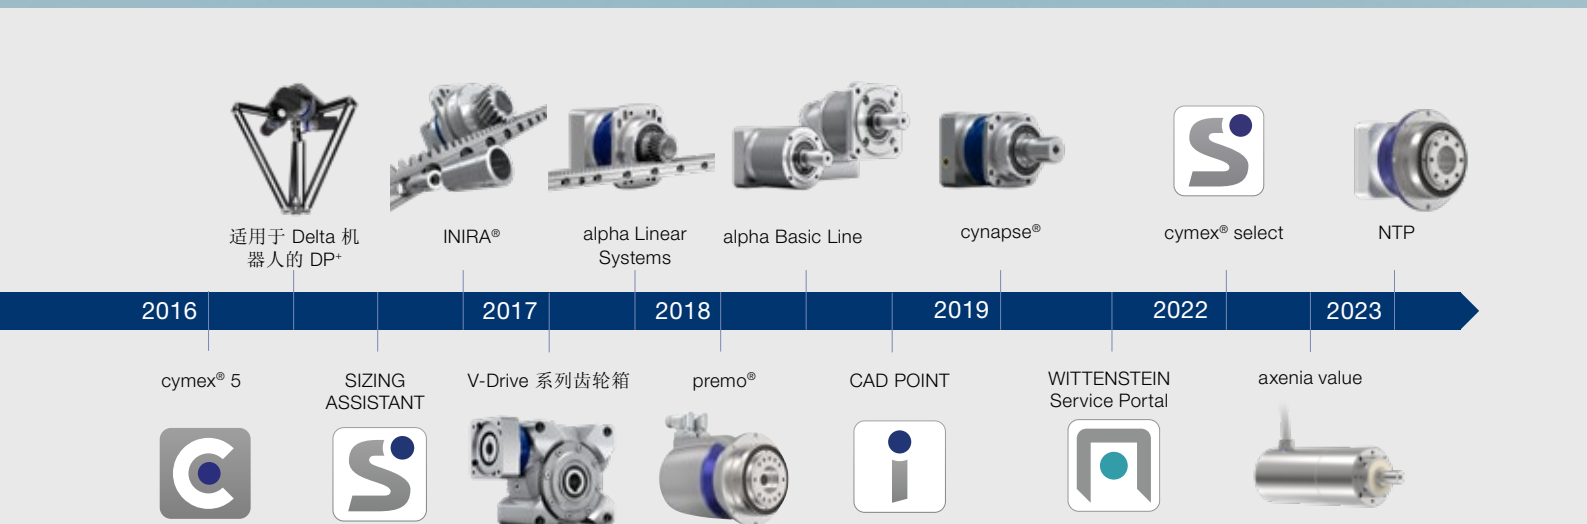 适用于 Delta 机
器人的 DP⁺
INIRA®
alpha Linear
Systems
alpha Basic Line
cynapse®
cymex® select
NTP
2016
2017
2018
2019
2022
2023
cymex® 5
SIZING
ASSISTANT
V-Drive 系列齿轮箱
premo®
CAD POINT
WITTENSTEIN
Service Portal
axenia value